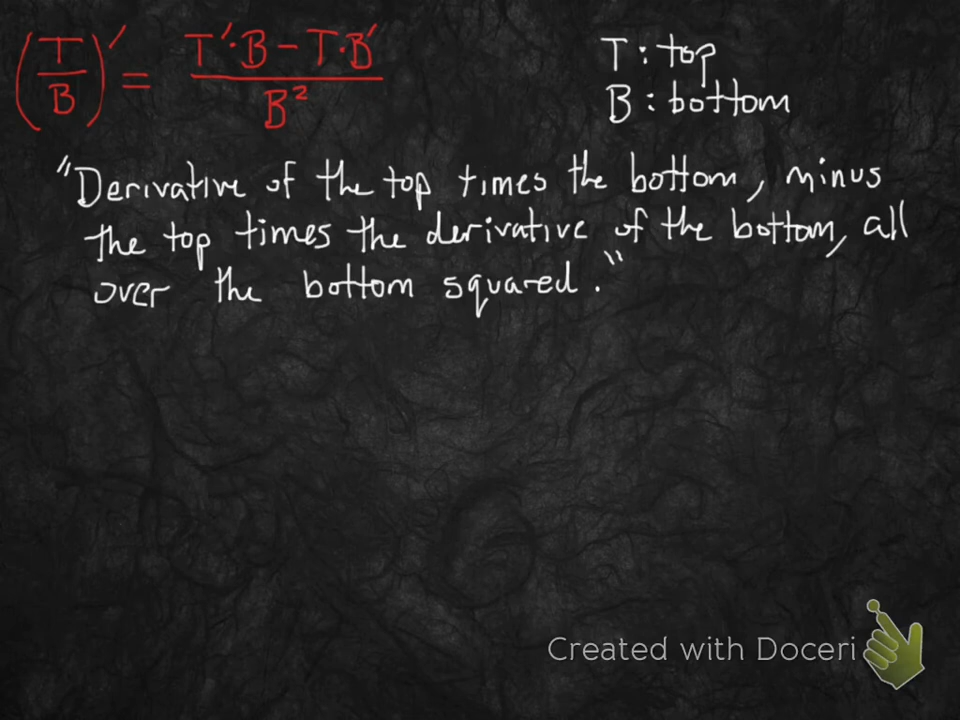 (T/B)′ = (T′·B − T·B′)/B²
T : top
B : bottom
"Derivative of the top times the bottom, minus
the top times the derivative of the bottom, all
over the bottom squared."
Created with Doceri